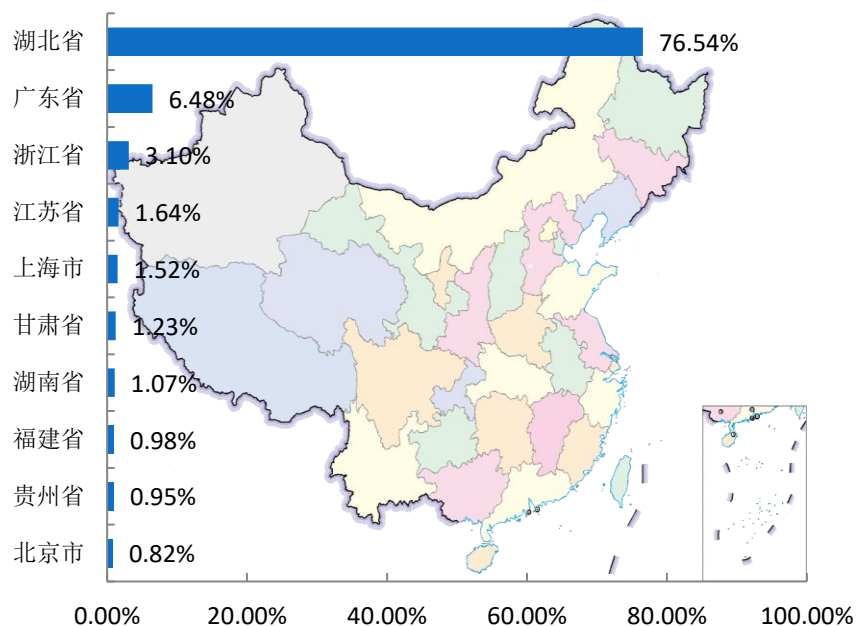 湖北省 76.54%
广东省 6.48%
浙江省 3.10%
江苏省 1.64%
上海市 1.52%
甘肃省 1.23%
湖南省 1.07%
福建省 0.98%
贵州省 0.95%
北京市 0.82%
0.00% 20.00% 40.00% 60.00% 80.00% 100.00%